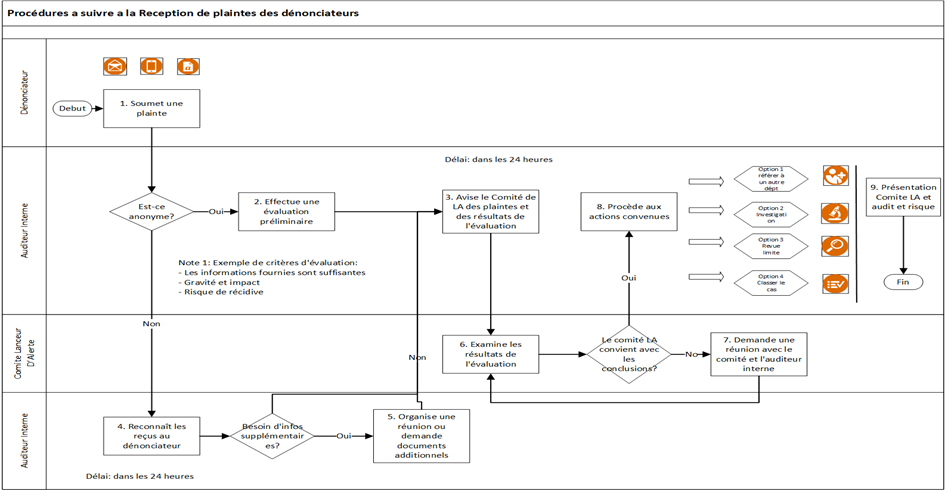 Procédures a suivre a la Reception de plaintes des dénonciateurs
Dénonciateur
Debut
1. Soumet une
plainte
Auditeur Interne
Délai: dans les 24 heures
Est-ce
anonyme?
Oui
2. Effectue une
évaluation
préliminaire
3. Avise le Comité de
LA des plaintes et
des résultats de
l'évaluation
8. Procède aux
actions convenues
Option 1
référer à
un autre
dépt
Option 2
Investigati
on
Option 3
Revue
limite
Option 4
Classer le
cas
9. Présentation
Comite LA et
audit et risque
Fin
Note 1: Exemple de critères d'évaluation:
- Les informations fournies sont suffisantes
- Gravité et impact
- Risque de récidive
Oui
Non
Comite Lanceur
D'Alerte
Non
6. Examine les
résultats de
l'évaluation
Le comité LA
convient avec
les
conclusions?
No
7. Demande une
réunion avec le
comité et l'auditeur
interne
Auditeur Interne
4. Reconnaît les
reçus au
dénonciateur
Besoin d'infos
supplémentair
es?
Oui
5. Organise une
réunion ou
demande
documents
additionnels
Délai: dans les 24 heures